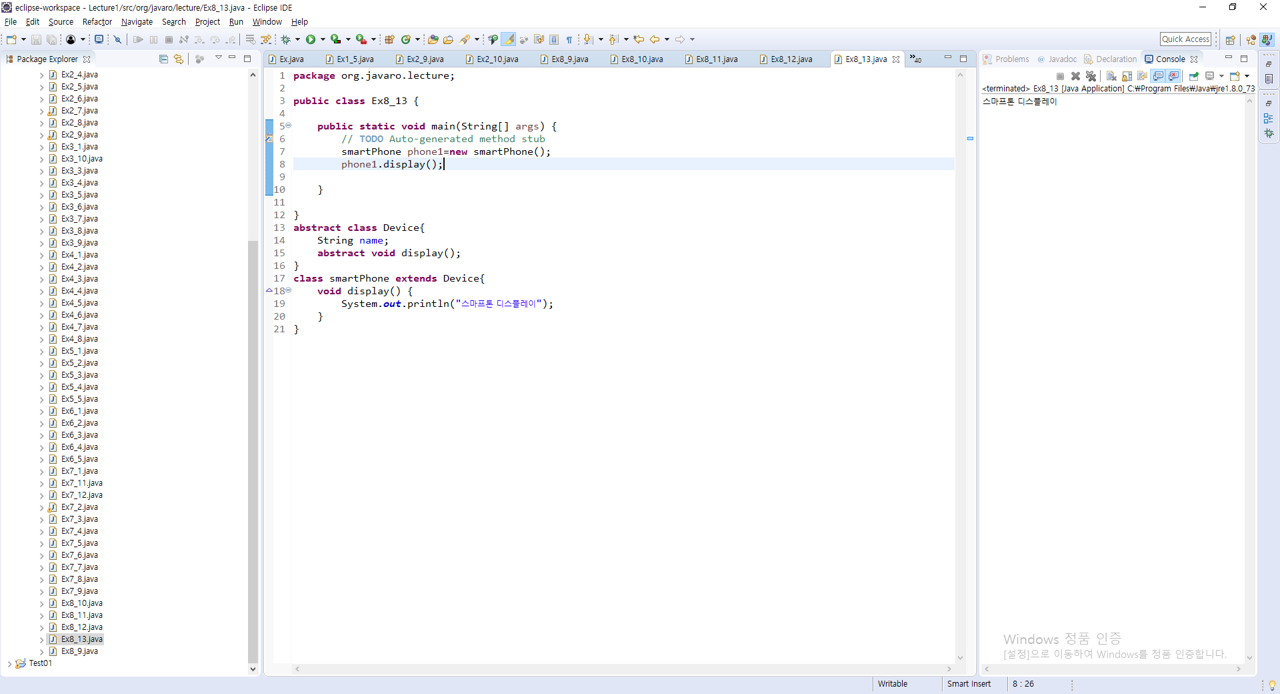 eclipse-workspace - Lecture1/src/org/javaro/lecture/Ex8_13.java - Eclipse IDE
File Edit Source Refactor Navigate Search Project Run Window Help
Quick Access
Package Explorer
Ex2_4.java
Ex2_5.java
Ex2_6.java
Ex2_7.java
Ex2_8.java
Ex2_9.java
Ex3_1.java
Ex3_10.java
Ex3_3.java
Ex3_4.java
Ex3_5.java
Ex3_6.java
Ex3_7.java
Ex3_8.java
Ex3_9.java
Ex4_1.java
Ex4_2.java
Ex4_3.java
Ex4_4.java
Ex4_5.java
Ex4_6.java
Ex4_7.java
Ex4_8.java
Ex5_1.java
Ex5_2.java
Ex5_3.java
Ex5_4.java
Ex5_5.java
Ex6_1.java
Ex6_2.java
Ex6_3.java
Ex6_4.java
Ex6_5.java
Ex7_1.java
Ex7_11.java
Ex7_12.java
Ex7_2.java
Ex7_3.java
Ex7_4.java
Ex7_5.java
Ex7_6.java
Ex7_7.java
Ex7_8.java
Ex7_9.java
Ex8_10.java
Ex8_11.java
Ex8_12.java
Ex8_13.java
Ex8_9.java
Test01
Ex.java Ex1_5.java Ex2_9.java Ex2_10.java Ex8_9.java Ex8_10.java Ex8_11.java Ex8_12.java Ex8_13.java »40
1 package org.javaro.lecture;
2
3 public class Ex8_13 {
4
5 public static void main(String[] args) {
6 // TODO Auto-generated method stub
7 smartPhone phone1=new smartPhone();
8 phone1.display();
9
10 }
11
12 }
13 abstract class Device{
14 String name;
15 abstract void display();
16 }
17 class smartPhone extends Device{
18 void display() {
19 System.out.println("스마프톤 디스플레이");
20 }
21 }
Problems Javadoc Declaration Console
<terminated> Ex8_13 [Java Application] C:₩Program Files₩Java₩jre1.8.0_73
스마프톤 디스플레이
Windows 정품 인증
[설정]으로 이동하여 Windows를 정품 인증합니다.
Writable Smart Insert 8 : 26